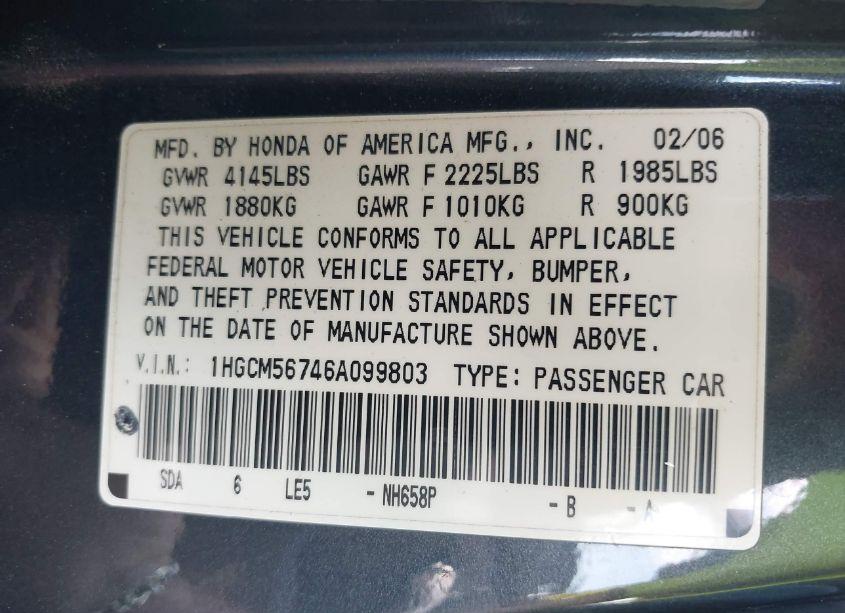 MFD. BY HONDA OF AMERICA MFG., INC. 02/06
GVWR 4145LBS GAWR F 2225LBS R 1985LBS
GVWR 1880KG GAWR F 1010KG R 900KG
THIS VEHICLE CONFORMS TO ALL APPLICABLE
FEDERAL MOTOR VEHICLE SAFETY, BUMPER,
AND THEFT PREVENTION STANDARDS IN EFFECT
ON THE DATE OF MANUFACTURE SHOWN ABOVE.
V.I.N.: 1HGCM56746A099803 TYPE: PASSENGER CAR
SDA 6 LE5 - NH658P - B - A